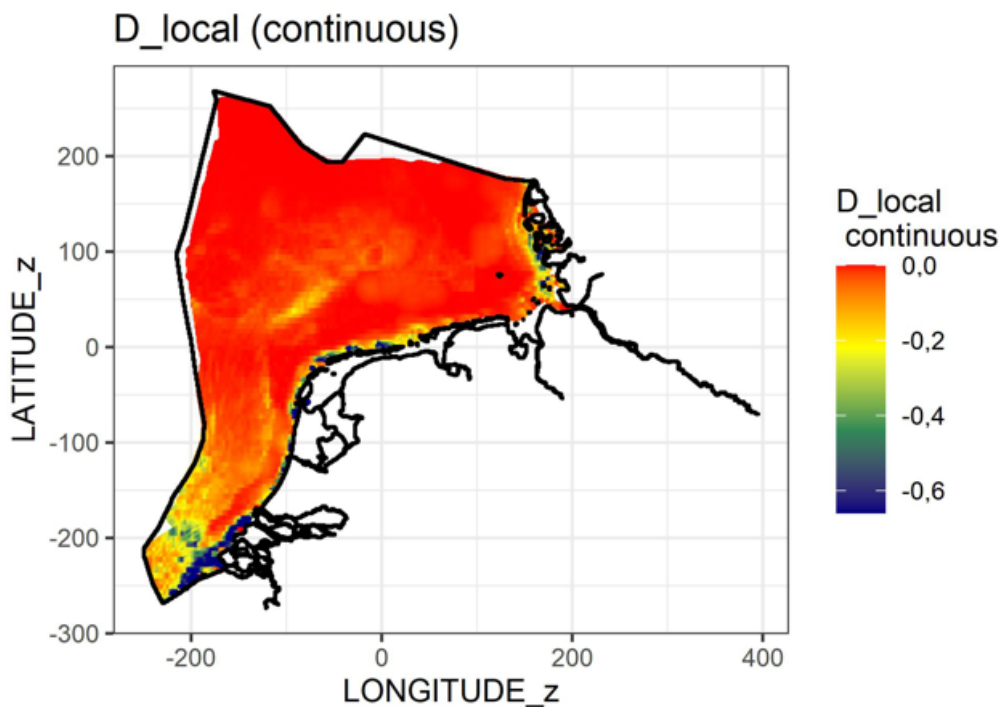 D_local (continuous)
LATITUDE_z
200
100
0
-100
-200
-300
-200
0
200
400
LONGITUDE_z
D_local
continuous
0,0
-0,2
-0,4
-0,6